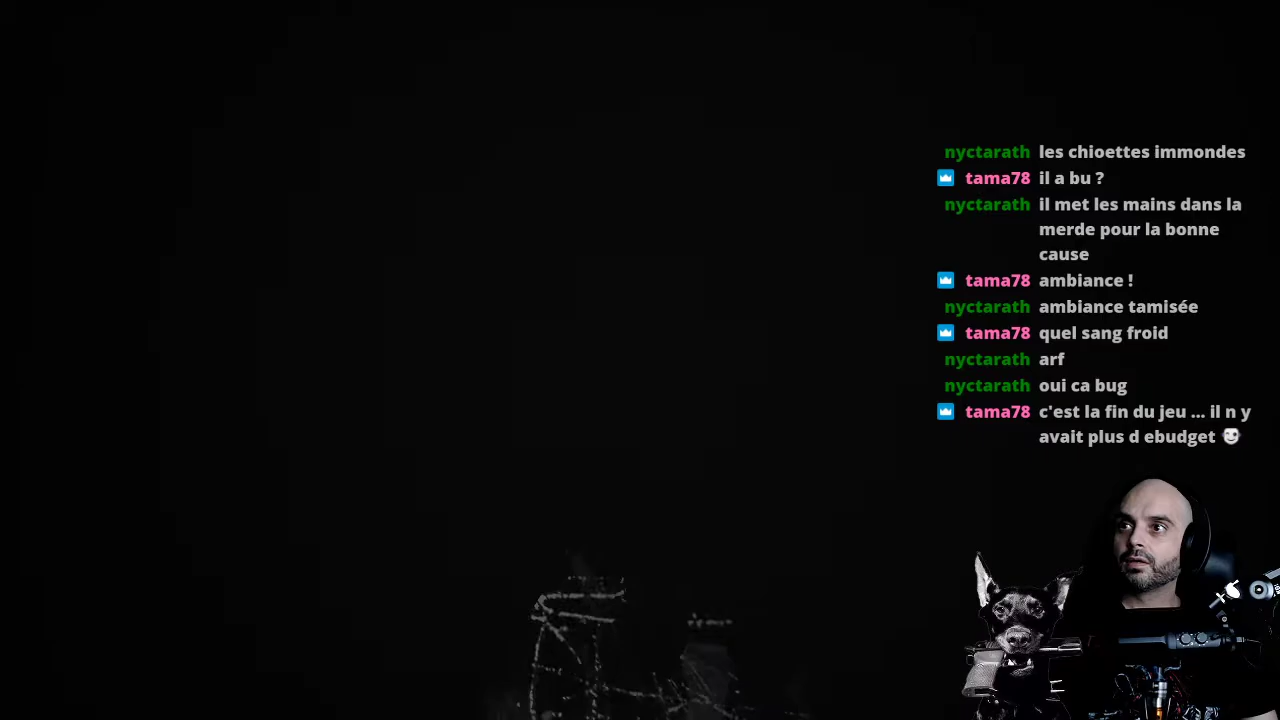 nyctarath les chioettes immondes
tama78 il a bu ?
nyctarath il met les mains dans la
merde pour la bonne
cause
tama78 ambiance !
nyctarath ambiance tamisée
tama78 quel sang froid
nyctarath arf
nyctarath oui ca bug
tama78 c'est la fin du jeu ... il n y
avait plus d ebudget